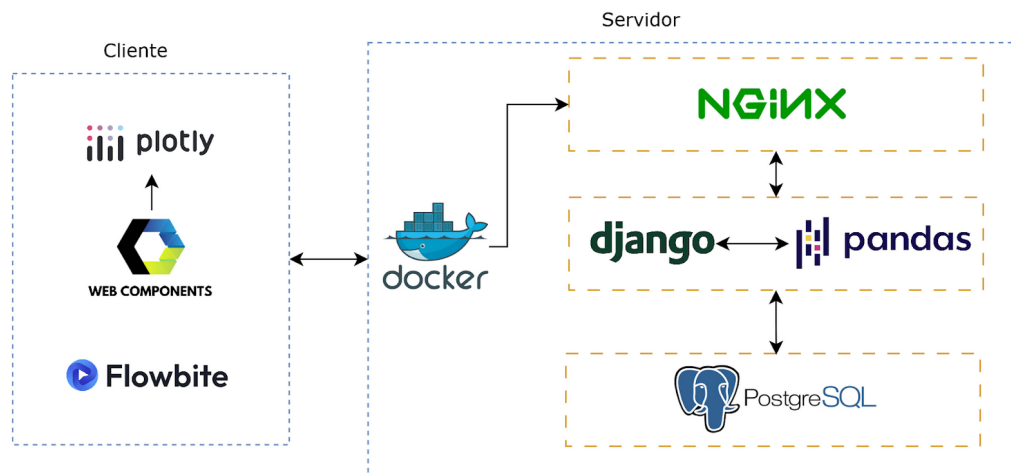 Servidor
Cliente
NGiNX
plotly
django
pandas
docker
WEB COMPONENTS
Flowbite
PostgreSQL